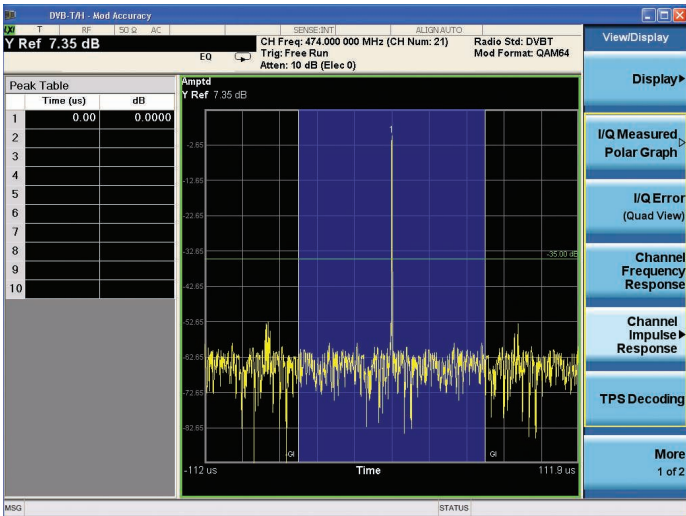 DVB-T/H - Mod Accuracy
T RF 50 Ω AC SENSE:INT ALIGN AUTO
Y Ref 7.35 dB
EQ
CH Freq: 474.000 000 MHz (CH Num: 21)
Trig: Free Run
Atten: 10 dB (Elec 0)
Radio Std: DVBT
Mod Format: QAM64
Peak Table
Time (us) dB
1 0.00 0.0000
2
3
4
5
6
7
8
9
10
Amptd
Y Ref 7.35 dB
1
-2.65
-12.65
-22.65
-32.65
-35.00 dB
-42.65
-52.65
-62.65
-72.65
-82.65
GI GI
-112 us Time 111.9 us
View/Display
Display
I/Q Measured
Polar Graph
I/Q Error
(Quad View)
Channel
Frequency
Response
Channel
Impulse
Response
TPS Decoding
More
1 of 2
MSG STATUS